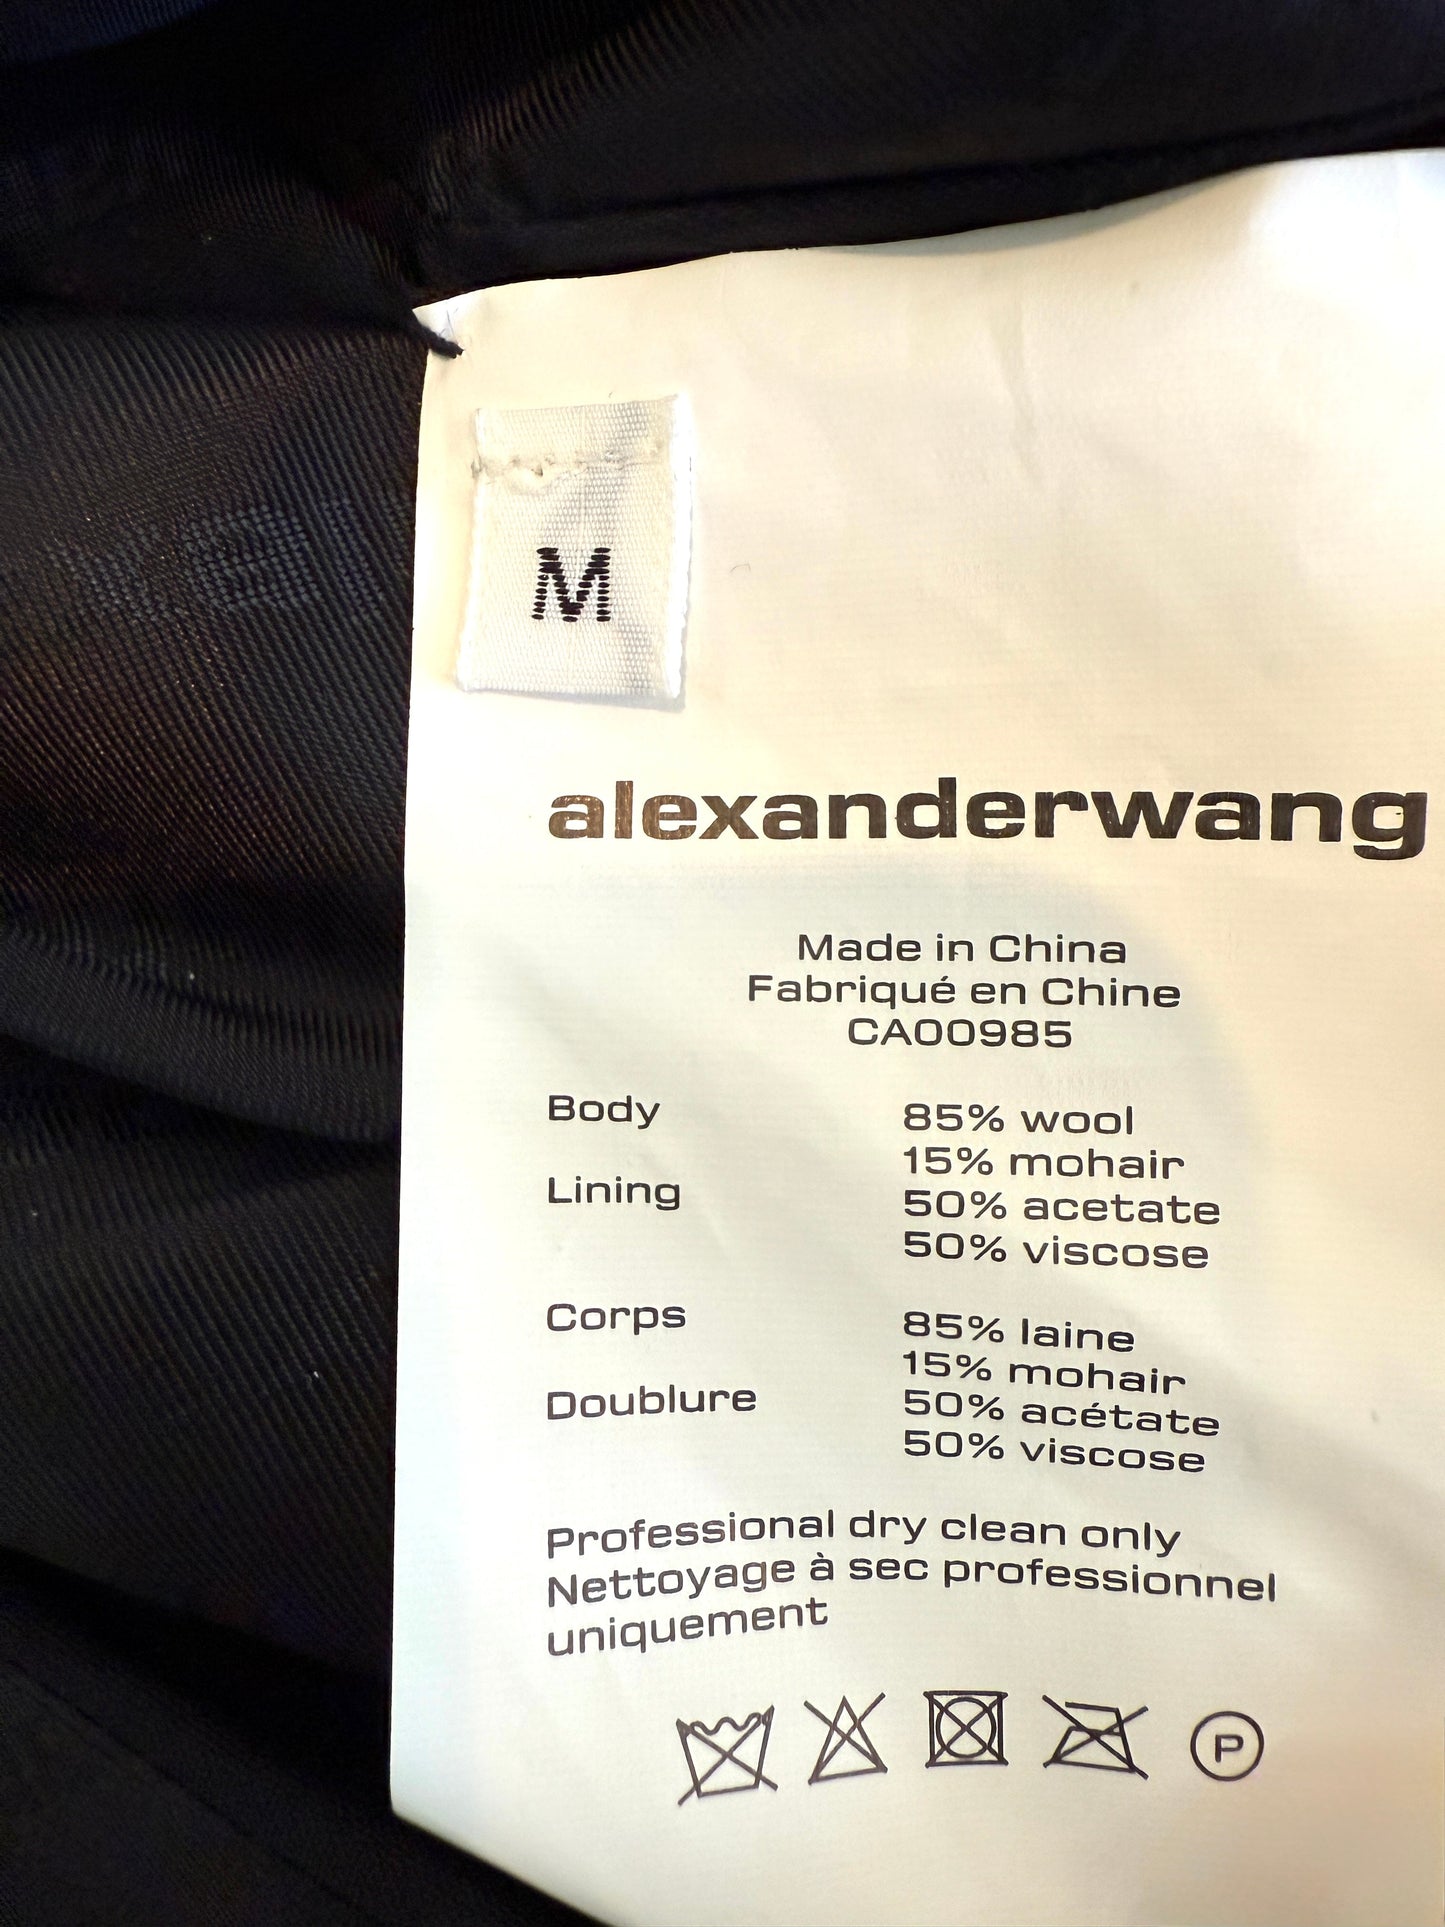 M
alexanderwang
Made in China
Fabriqué en Chine
CA00985
Body 85% wool
15% mohair
Lining 50% acetate
50% viscose
Corps 85% laine
15% mohair
Doublure 50% acétate
50% viscose
Professional dry clean only
Nettoyage à sec professionnel
uniquement
P